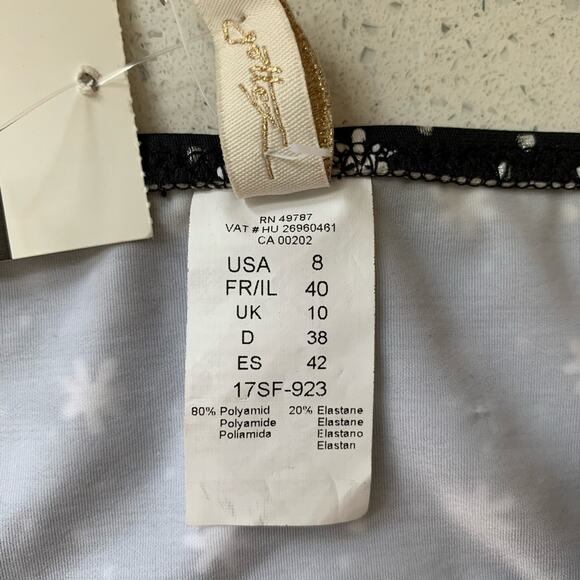 RN 49787
VAT # HU 26960461
CA 00202
USA 8
FR/IL 40
UK 10
D 38
ES 42
17SF-923
80% Polyamid 20% Elastane
Polyamide Elastane
Poliamida Elastano
Elastan